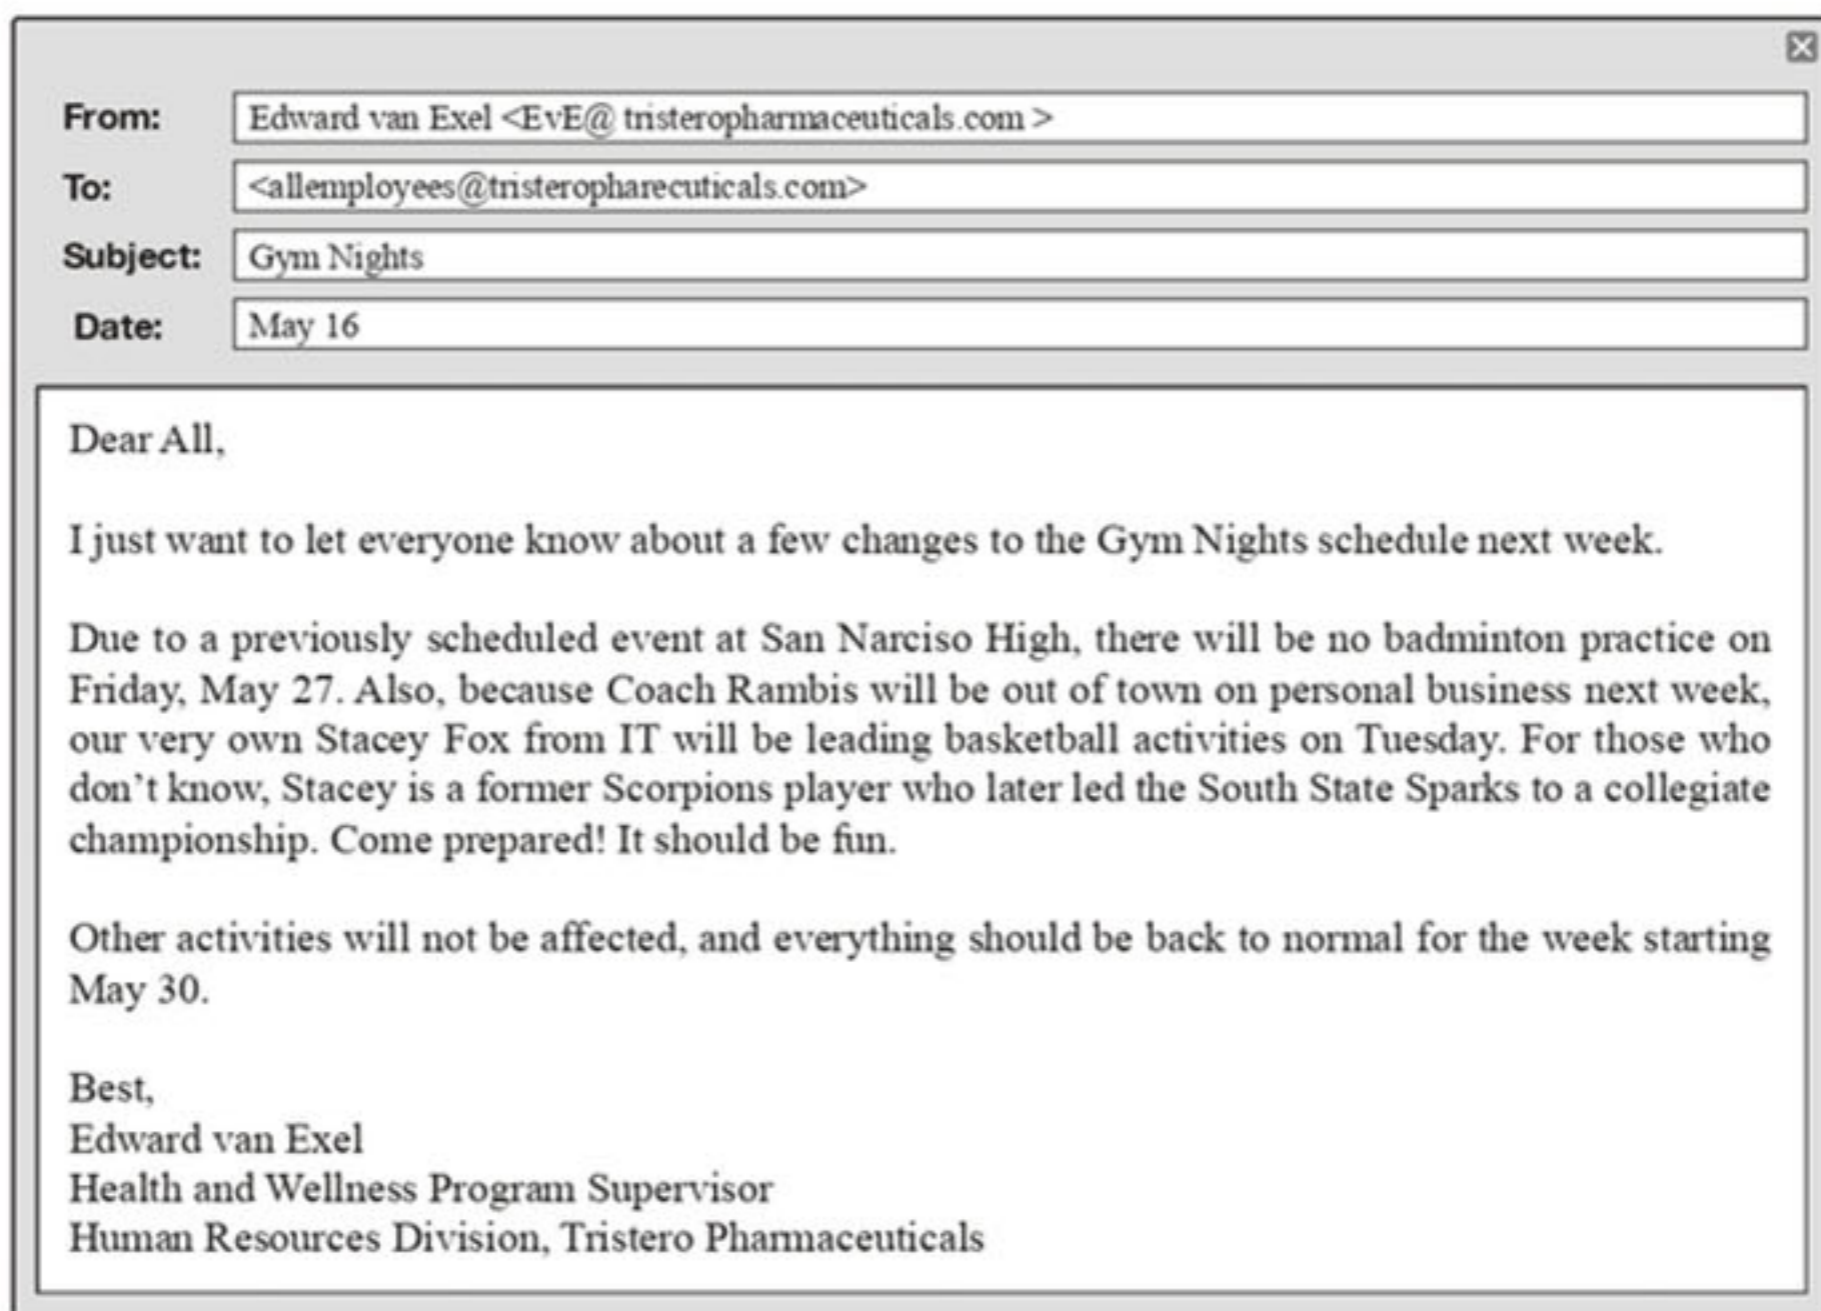 From: Edward van Exel <EvE@ tristeropharmaceuticals.com >
To: <allemployees@tristeropharecuticals.com>
Subject: Gym Nights
Date: May 16
Dear All,
I just want to let everyone know about a few changes to the Gym Nights schedule next week.
Due to a previously scheduled event at San Narciso High, there will be no badminton practice on
Friday, May 27. Also, because Coach Rambis will be out of town on personal business next week,
our very own Stacey Fox from IT will be leading basketball activities on Tuesday. For those who
don't know, Stacey is a former Scorpions player who later led the South State Sparks to a collegiate
championship. Come prepared! It should be fun.
Other activities will not be affected, and everything should be back to normal for the week starting
May 30.
Best,
Edward van Exel
Health and Wellness Program Supervisor
Human Resources Division, Tristero Pharmaceuticals